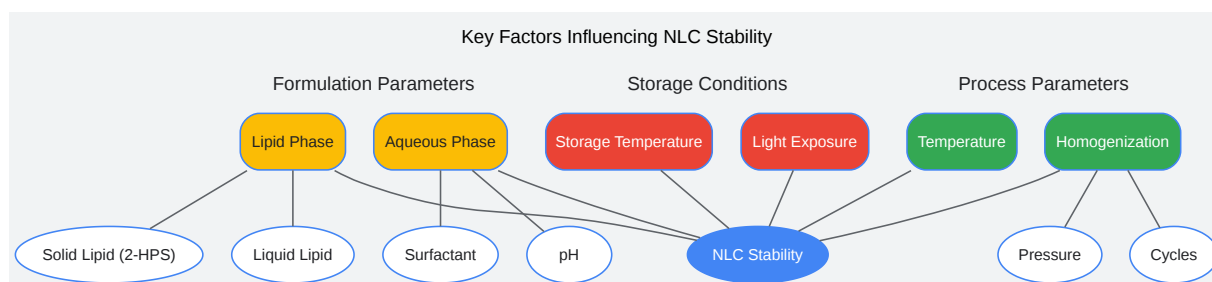 Key Factors Influencing NLC Stability
Formulation Parameters
Storage Conditions
Process Parameters
Lipid Phase
Aqueous Phase
Storage Temperature
Light Exposure
Temperature
Homogenization
Solid Lipid (2-HPS)
Liquid Lipid
Surfactant
pH
NLC Stability
Pressure
Cycles